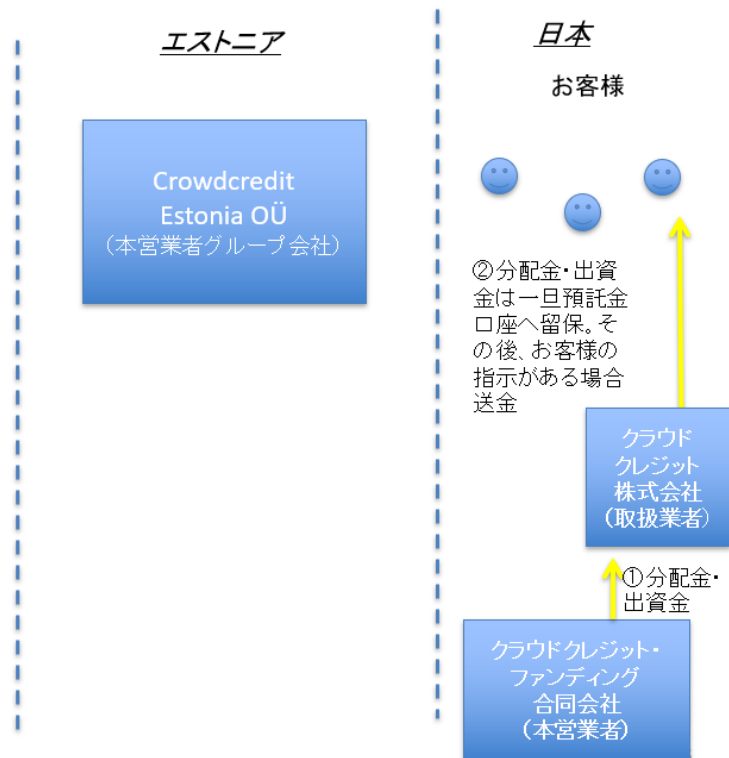 エストニア
日本
お客様
Crowdcredit
Estonia OÜ
（本営業者グループ会社）
②分配金・出資
金は一旦預託金
口座へ留保。そ
の後、お客様の
指示がある場合
送金
クラウド
クレジット
株式会社
（取扱業者）
①分配金・
出資金
クラウドクレジット・
ファンディング
合同会社
（本営業者）